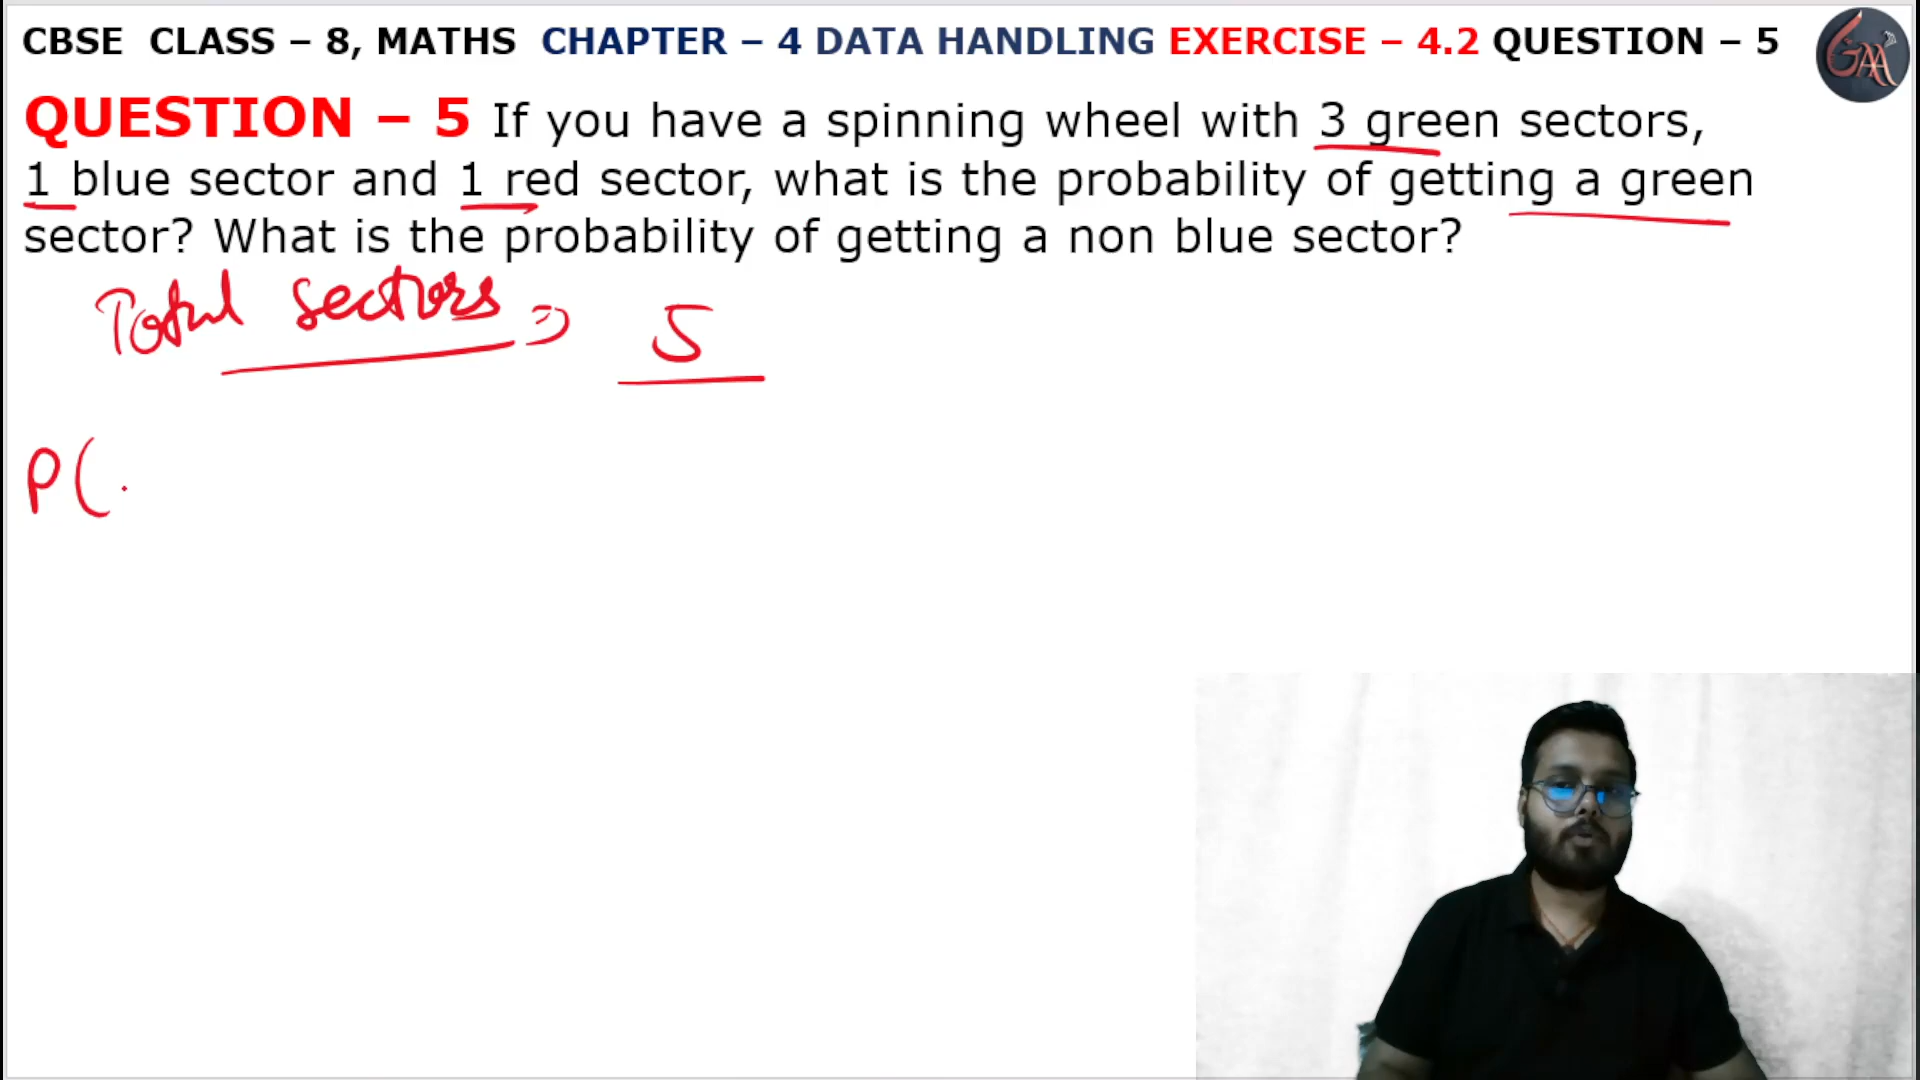 CBSE CLASS – 8, MATHS CHAPTER – 4 DATA HANDLING EXERCISE – 4.2 QUESTION – 5
QUESTION – 5 If you have a spinning wheel with 3 green sectors,
1 blue sector and 1 red sector, what is the probability of getting a green
sector? What is the probability of getting a non blue sector?
Total sectors => 5
P(